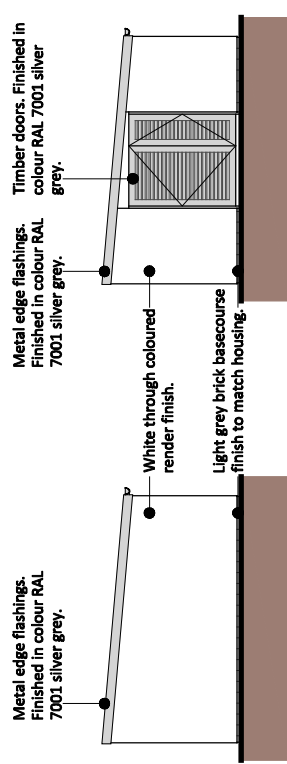 Metal edge flashings.
Finished in colour RAL
7001 silver grey.
White through coloured
render finish.
Light grey brick basecourse
finish to match housing.
Metal edge flashings.
Finished in colour RAL
7001 silver grey.
Timber doors. Finished in
colour RAL 7001 silver
grey.